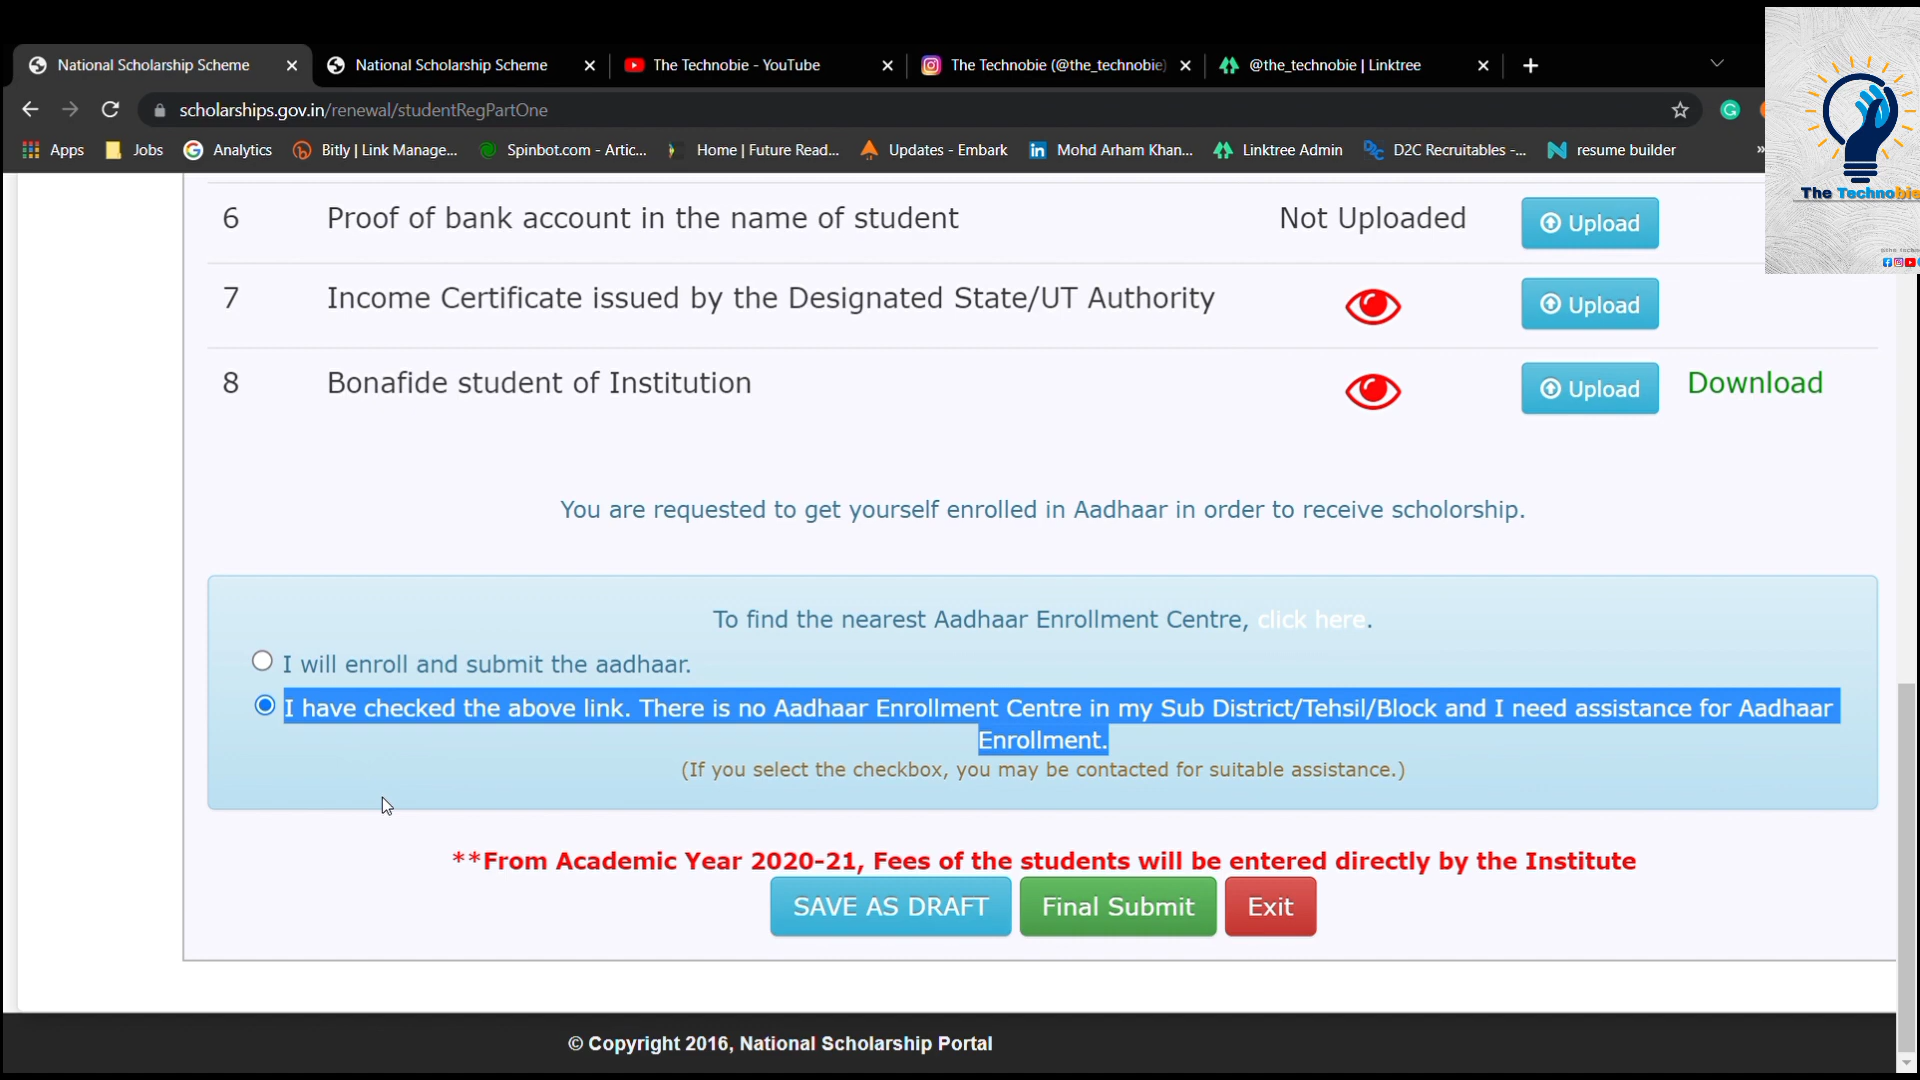 National Scholarship Scheme
National Scholarship Scheme
The Technobie - YouTube
The Technobie (@the_technobie)
@the_technobie | Linktree
scholarships.gov.in/renewal/studentRegPartOne
Apps
Jobs
Analytics
Bitly | Link Manage...
Spinbot.com - Artic...
Home | Future Read...
Updates - Embark
Mohd Arham Khan...
Linktree Admin
D2C Recruitables -...
resume builder
»
The Technobie
6 Proof of bank account in the name of student Not Uploaded Upload
7 Income Certificate issued by the Designated State/UT Authority Upload
8 Bonafide student of Institution Upload Download
You are requested to get yourself enrolled in Aadhaar in order to receive scholorship.
To find the nearest Aadhaar Enrollment Centre, click here.
I will enroll and submit the aadhaar.
I have checked the above link. There is no Aadhaar Enrollment Centre in my Sub District/Tehsil/Block and I need assistance for Aadhaar
Enrollment.
(If you select the checkbox, you may be contacted for suitable assistance.)
**From Academic Year 2020-21, Fees of the students will be entered directly by the Institute
SAVE AS DRAFT Final Submit Exit
© Copyright 2016, National Scholarship Portal